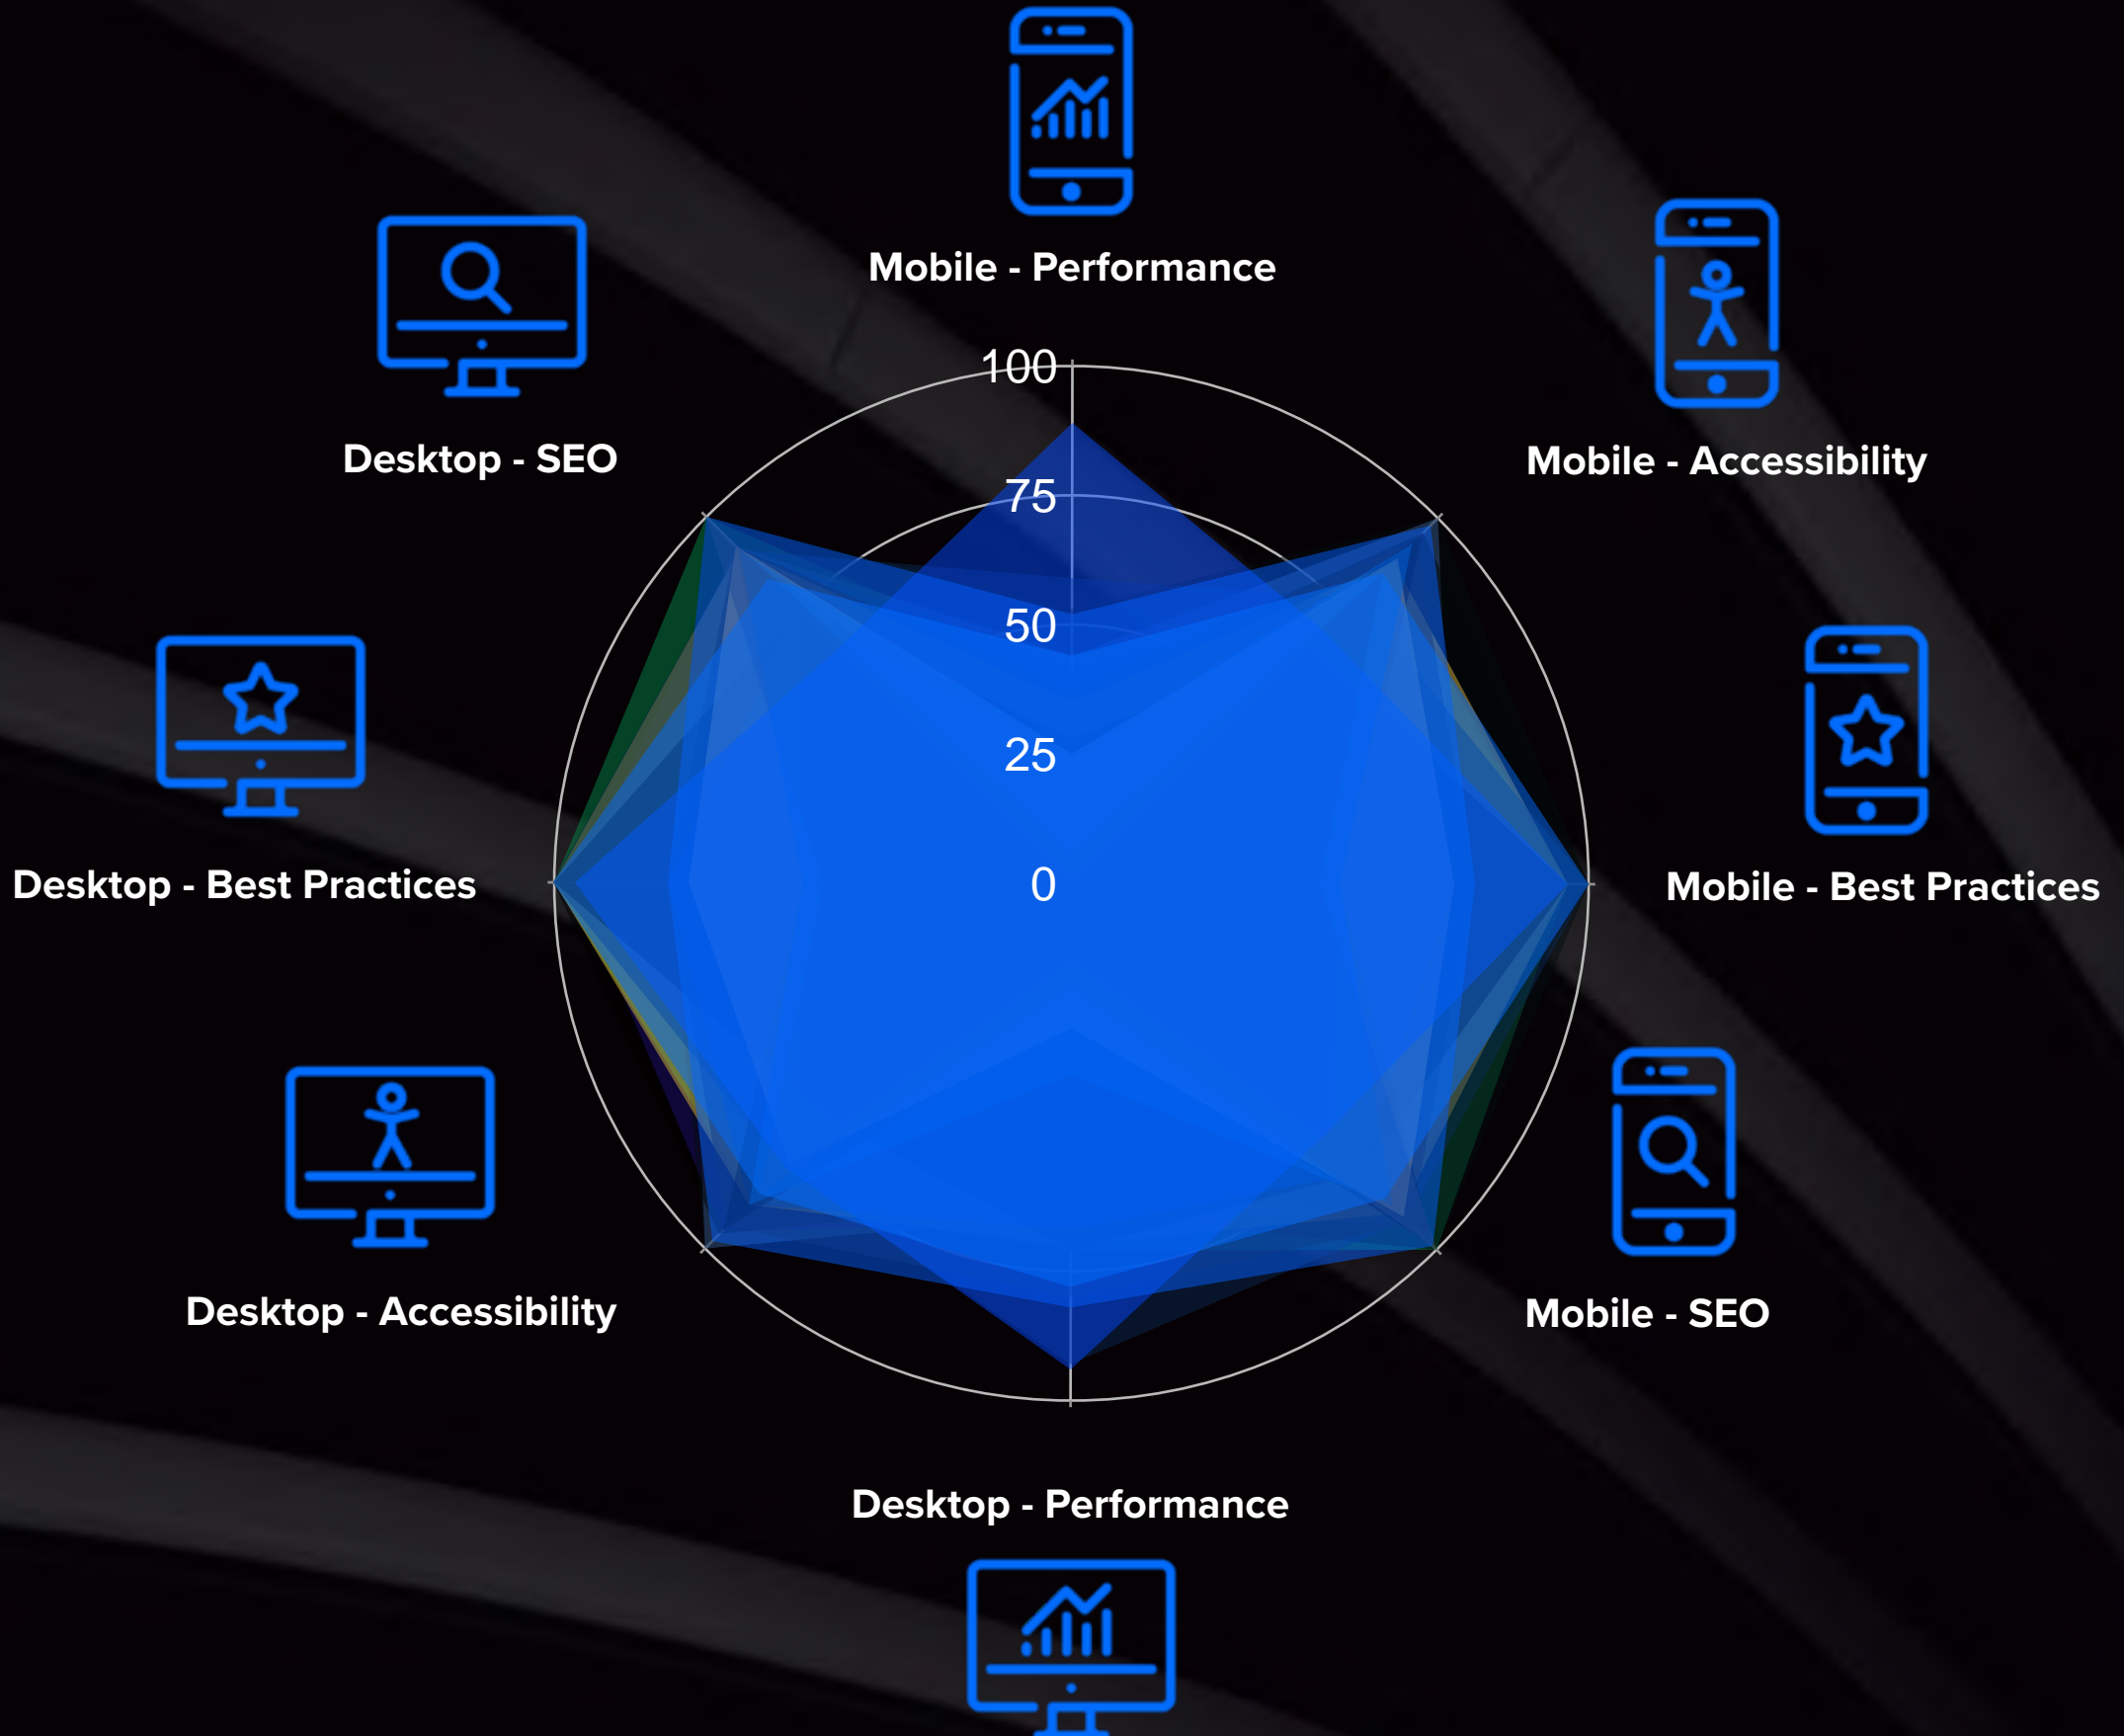 Mobile - Performance
Desktop - SEO
Mobile - Accessibility
100
75
50
25
0
Desktop - Best Practices
Mobile - Best Practices
Desktop - Accessibility
Mobile - SEO
Desktop - Performance